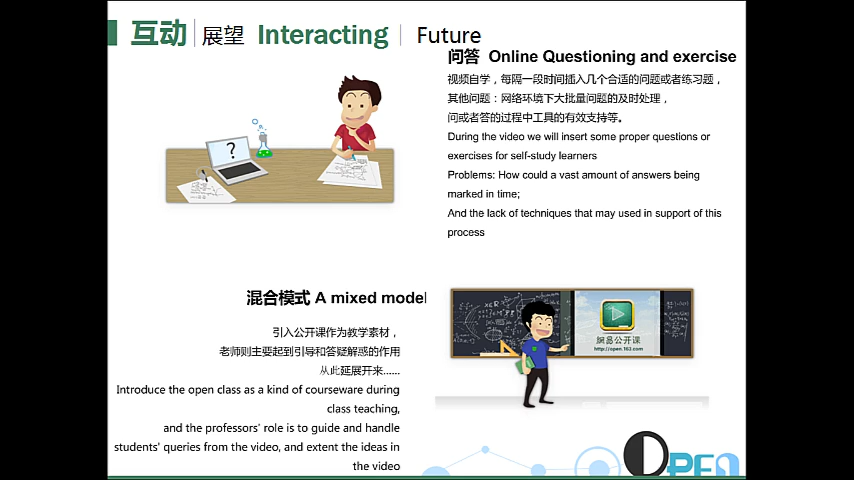 互动 展望 Interacting Future
问答 Online Questioning and exercise
视频自学，每隔一段时间插入几个合适的问题或者练习题，
其他问题：网络环境下大批量问题的及时处理，
问或者答的过程中工具的有效支持等。
During the video we will insert some proper questions or
exercises for self-study learners
Problems: How could a vast amount of answers being
marked in time;
And the lack of techniques that may used in support of this
process
?
混合模式 A mixed model
引入公开课作为教学素材，
老师则主要起到引导和答疑解惑的作用
从此延展开来......
Introduce the open class as a kind of courseware during
class teaching,
and the professors' role is to guide and handle
students' queries from the video, and extent the ideas in
the video
网易公开课
http://open.163.com
OPEN